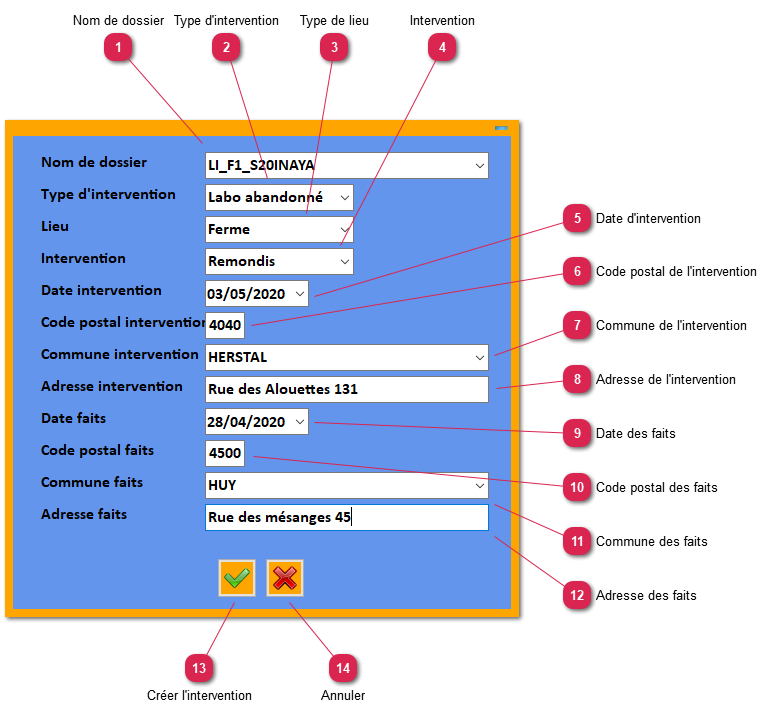 Nom de dossier Type d'intervention Type de lieu Intervention
1 2 3 4
Nom de dossier LI_F1_S20INAYA
Type d'intervention Labo abandonné
Lieu Ferme
5 Date d'intervention
Intervention Remondis
6 Code postal de l'intervention
Date intervention 03/05/2020
Code postal intervention 4040
7 Commune de l'intervention
Commune intervention HERSTAL
8 Adresse de l'intervention
Adresse intervention Rue des Alouettes 131
Date faits 28/04/2020
9 Date des faits
Code postal faits 4500
Commune faits HUY
10 Code postal des faits
Adresse faits Rue des mésanges 45
11 Commune des faits
12 Adresse des faits
13 14
Créer l'intervention Annuler